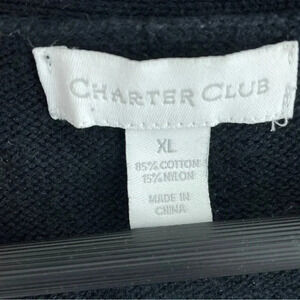 CHARTER CLUB
XL
85% COTTON
15% NYLON
MADE IN
CHINA